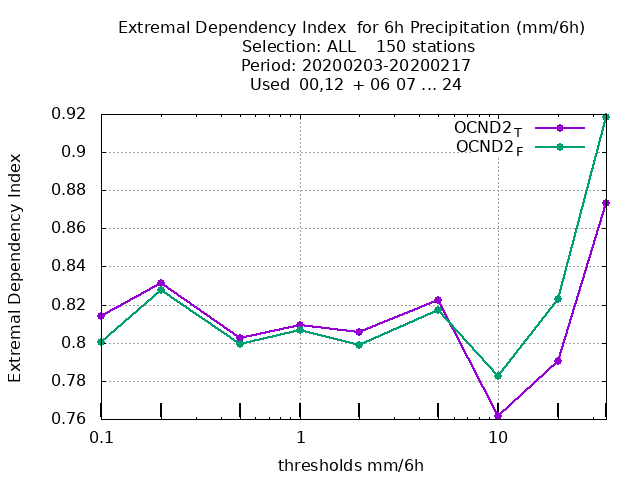 Extremal Dependency Index  for 6h Precipitation (mm/6h)
Selection: ALL    150 stations
Period: 20200203-20200217
Used  00,12  + 06 07 ... 24
OCND2T
OCND2F
Extremal Dependency Index
0.92
0.9
0.88
0.86
0.84
0.82
0.8
0.78
0.76
0.1
1
10
thresholds mm/6h